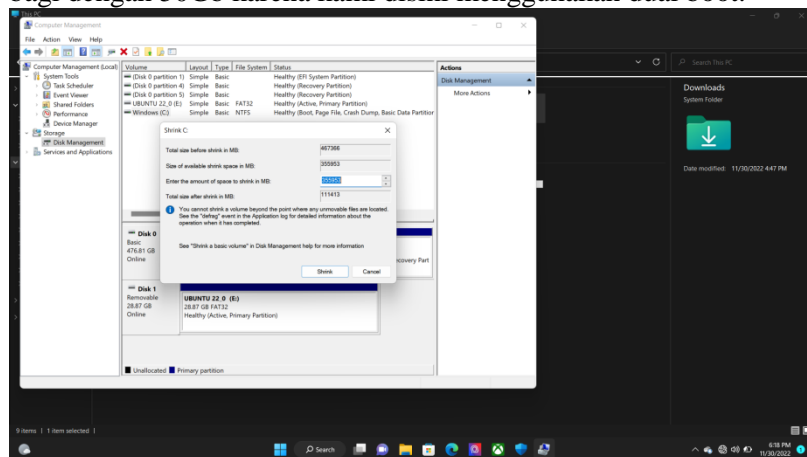 bagi dengan 50GB karena kami disini menggunakan dual boot.
This PC
Computer Management
File Action View Help
Computer Management (Local)
System Tools
Task Scheduler
Event Viewer
Shared Folders
Performance
Device Manager
Storage
Disk Management
Services and Applications
Volume Layout Type File System Status
(Disk 0 partition 1) Simple Basic Healthy (EFI System Partition)
(Disk 0 partition 4) Simple Basic Healthy (Recovery Partition)
(Disk 0 partition 5) Simple Basic Healthy (Recovery Partition)
UBUNTU 22_0 (E:) Simple Basic FAT32 Healthy (Active, Primary Partition)
Windows (C:) Simple Basic NTFS Healthy (Boot, Page File, Crash Dump, Basic Data Partition
Actions
Disk Management
More Actions
Shrink C:
Total size before shrink in MB: 467366
Size of available shrink space in MB: 355953
Enter the amount of space to shrink in MB: 355953
Total size after shrink in MB: 111413
You cannot shrink a volume beyond the point where any unmovable files are located.
See the "defrag" event in the Application log for detailed information about the
operation when it has completed.
See "Shrink a basic volume" in Disk Management help for more information
Shrink Cancel
Disk 0
Basic
476.81 GB
Online
ecovery Part
Disk 1
Removable
28.87 GB
Online
UBUNTU 22_0 (E:)
28.87 GB FAT32
Healthy (Active, Primary Partition)
Unallocated Primary partition
Search This PC
Downloads
System Folder
Date modified: 11/30/2022 4:47 PM
9 items 1 item selected
Search
6:18 PM
11/30/2022